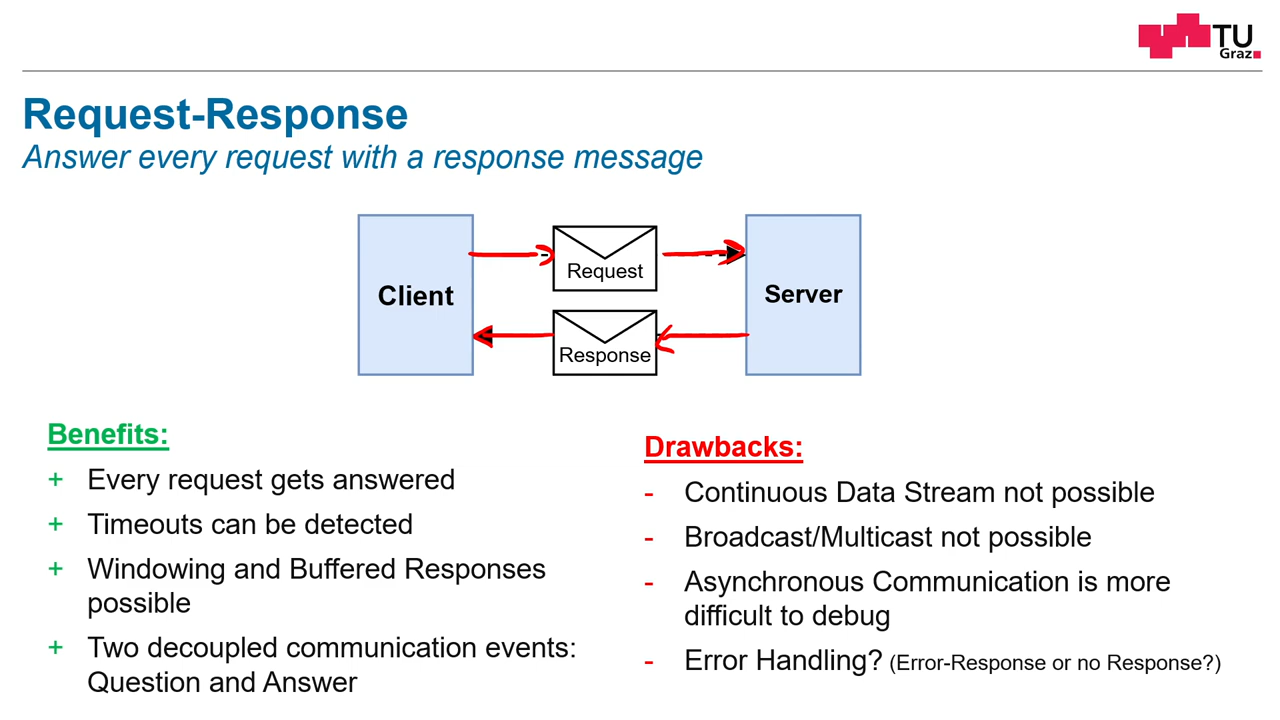 TU
Graz
Request-Response
Answer every request with a response message
Client
Request
Response
Server
Benefits:
+ Every request gets answered
+ Timeouts can be detected
+ Windowing and Buffered Responses
possible
+ Two decoupled communication events:
Question and Answer
Drawbacks:
- Continuous Data Stream not possible
- Broadcast/Multicast not possible
- Asynchronous Communication is more
difficult to debug
- Error Handling? (Error-Response or no Response?)